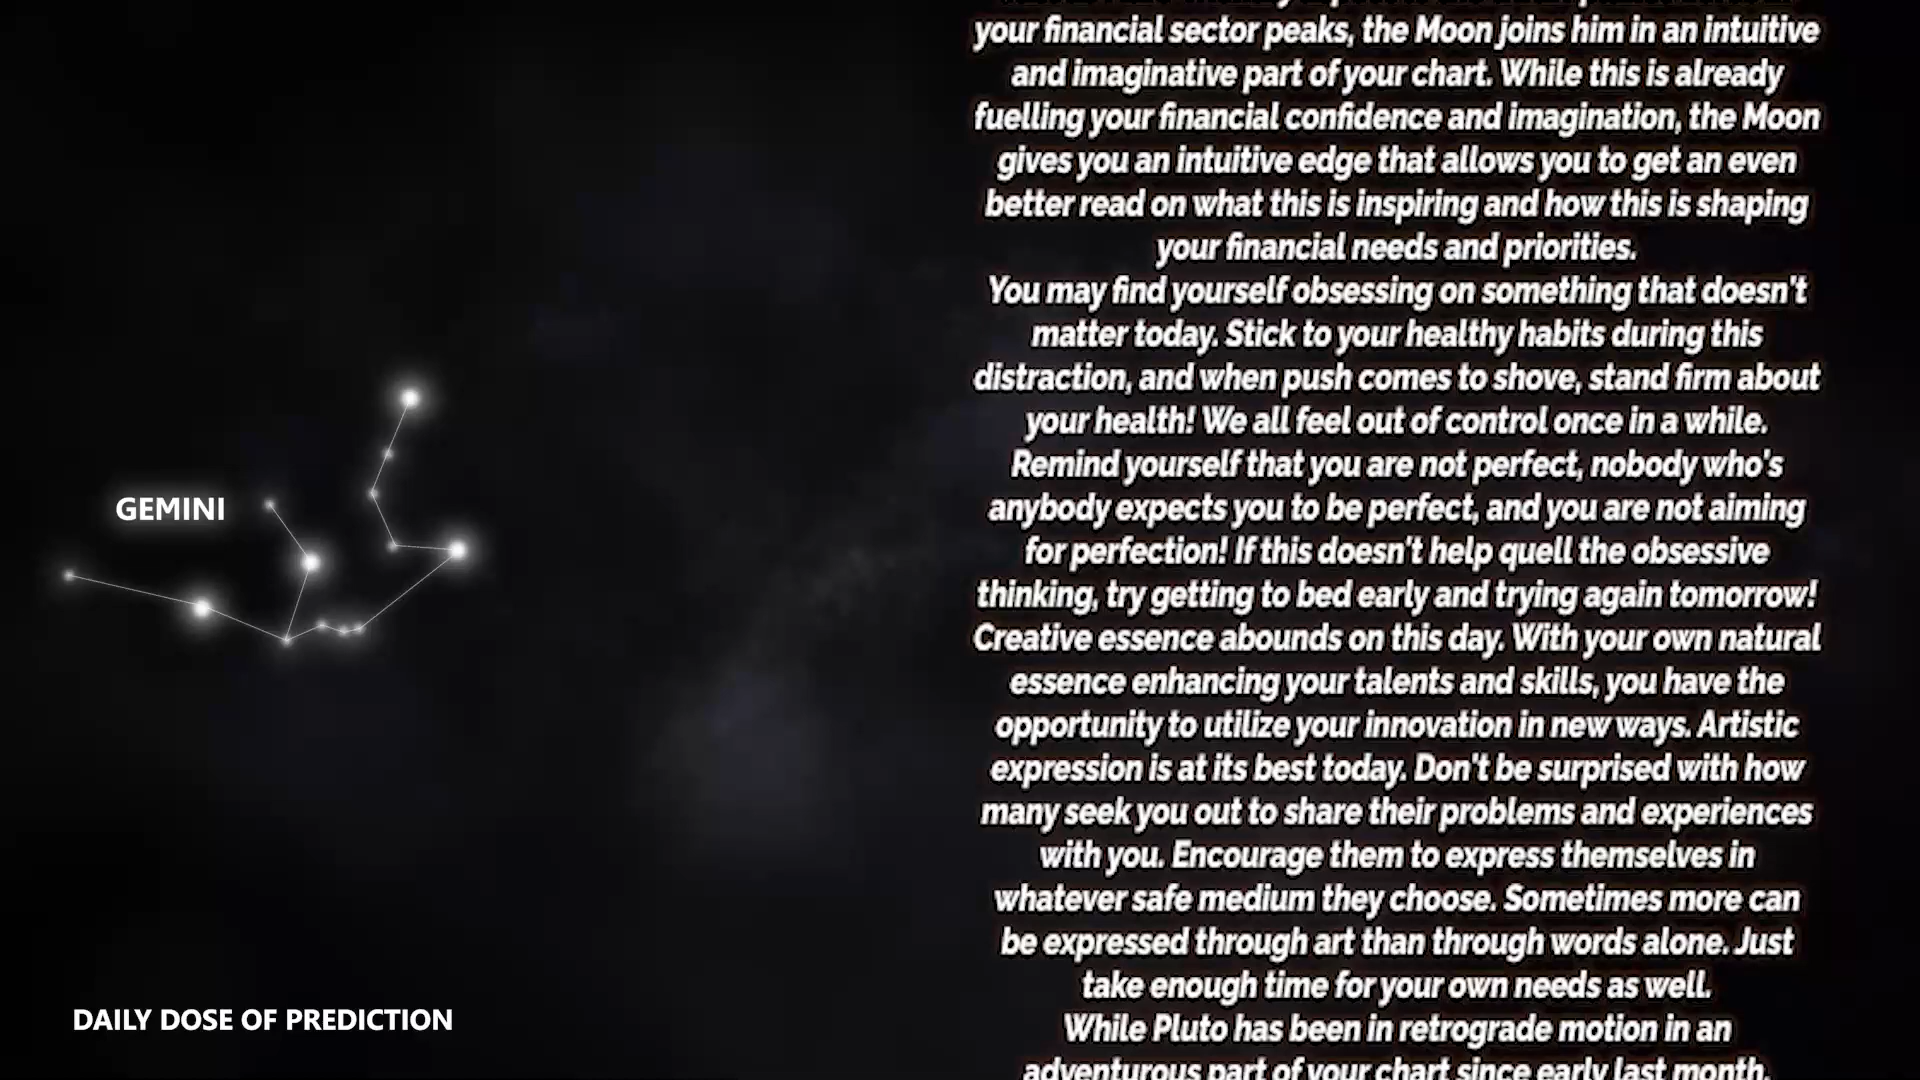 your financial sector peaks, the Moon joins him in an intuitive
and imaginative part of your chart. While this is already
fuelling your financial confidence and imagination, the Moon
gives you an intuitive edge that allows you to get an even
better read on what this is inspiring and how this is shaping
your financial needs and priorities.
You may find yourself obsessing on something that doesn't
matter today. Stick to your healthy habits during this
distraction, and when push comes to shove, stand firm about
your health! We all feel out of control once in a while.
Remind yourself that you are not perfect, nobody who's
anybody expects you to be perfect, and you are not aiming
for perfection! If this doesn't help quell the obsessive
thinking, try getting to bed early and trying again tomorrow!
Creative essence abounds on this day. With your own natural
essence enhancing your talents and skills, you have the
opportunity to utilize your innovation in new ways. Artistic
expression is at its best today. Don't be surprised with how
many seek you out to share their problems and experiences
with you. Encourage them to express themselves in
whatever safe medium they choose. Sometimes more can
be expressed through art than through words alone. Just
take enough time for your own needs as well.
While Pluto has been in retrograde motion in an
adventurous part of your chart since early last month,
GEMINI
DAILY DOSE OF PREDICTION